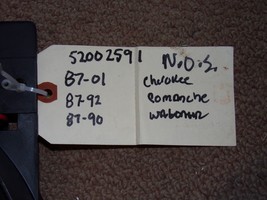 52002591
N.O.S.
87-01 Cherokee
87-92 Comanche
87-90 Wagoneer